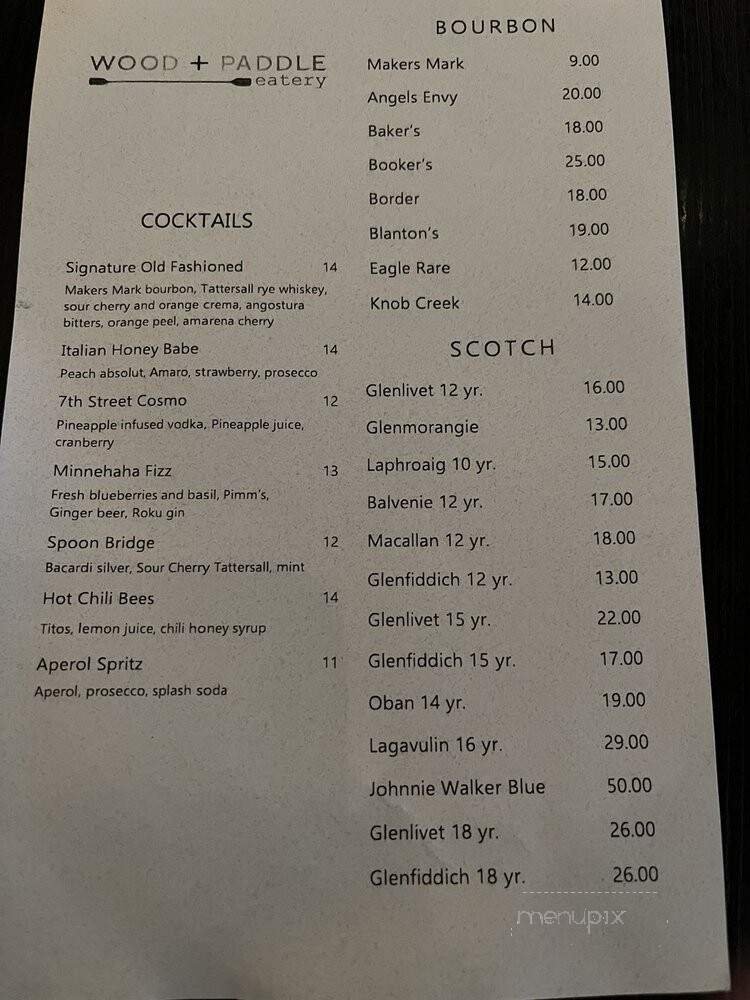 WOOD + PADDLE
eatery
COCKTAILS
Signature Old Fashioned 14
Makers Mark bourbon, Tattersall rye whiskey,
sour cherry and orange crema, angostura
bitters, orange peel, amarena cherry
Italian Honey Babe 14
Peach absolut, Amaro, strawberry, prosecco
7th Street Cosmo 12
Pineapple infused vodka, Pineapple juice,
cranberry
Minnehaha Fizz 13
Fresh blueberries and basil, Pimm's,
Ginger beer, Roku gin
Spoon Bridge 12
Bacardi silver, Sour Cherry Tattersall, mint
Hot Chili Bees 14
Titos, lemon juice, chili honey syrup
Aperol Spritz 11
Aperol, prosecco, splash soda
BOURBON
Makers Mark 9.00
Angels Envy 20.00
Baker's 18.00
Booker's 25.00
Border 18.00
Blanton's 19.00
Eagle Rare 12.00
Knob Creek 14.00
SCOTCH
Glenlivet 12 yr. 16.00
Glenmorangie 13.00
Laphroaig 10 yr. 15.00
Balvenie 12 yr. 17.00
Macallan 12 yr. 18.00
Glenfiddich 12 yr. 13.00
Glenlivet 15 yr. 22.00
Glenfiddich 15 yr. 17.00
Oban 14 yr. 19.00
Lagavulin 16 yr. 29.00
Johnnie Walker Blue 50.00
Glenlivet 18 yr. 26.00
Glenfiddich 18 yr. 26.00
menupix